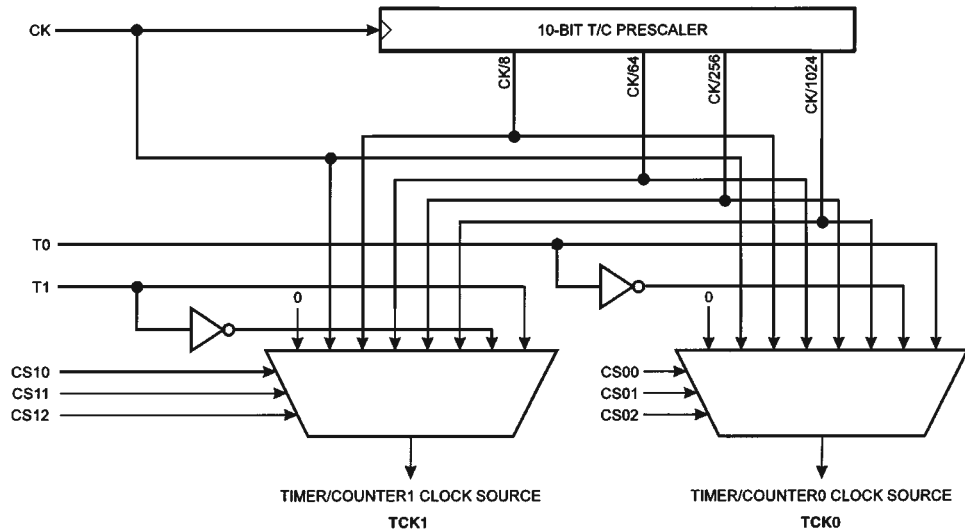 CK
10-BIT T/C PRESCALER
CK/8
CK/64
CK/256
CK/1024
T0
T1
0
0
CS10
CS11
CS12
CS00
CS01
CS02
TIMER/COUNTER1 CLOCK SOURCE
TCK1
TIMER/COUNTER0 CLOCK SOURCE
TCK0